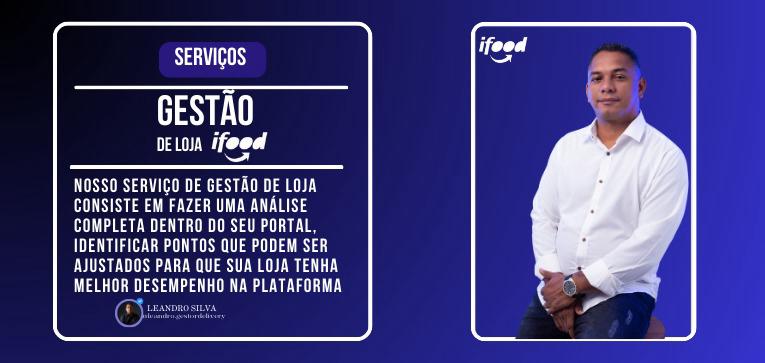 SERVIÇOS
GESTÃO
DE LOJA ifood
NOSSO SERVIÇO DE GESTÃO DE LOJA
CONSISTE EM FAZER UMA ANÁLISE
COMPLETA DENTRO DO SEU PORTAL,
IDENTIFICAR PONTOS QUE PODEM SER
AJUSTADOS PARA QUE SUA LOJA TENHA
MELHOR DESEMPENHO NA PLATAFORMA
LEANDRO SILVA
@leandro.gestordelivery
ifood